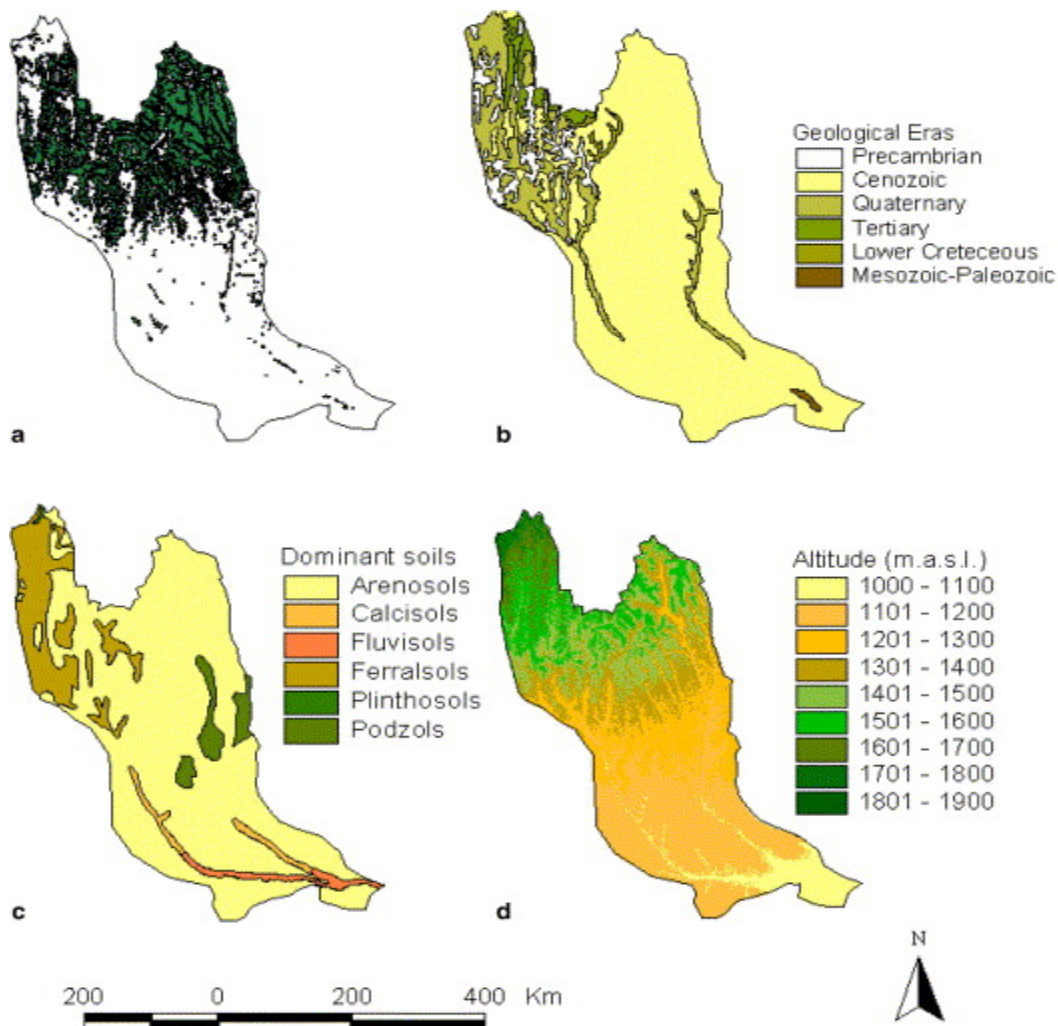 a
b
Geological Eras
Precambrian
Cenozoic
Quaternary
Tertiary
Lower Creteceous
Mesozoic-Paleozoic
c
Dominant soils
Arenosols
Calcisols
Fluvisols
Ferralsols
Plinthosols
Podzols
d
Altitude (m.a.s.l.)
1000 - 1100
1101 - 1200
1201 - 1300
1301 - 1400
1401 - 1500
1501 - 1600
1601 - 1700
1701 - 1800
1801 - 1900
200 0 200 400 Km
N